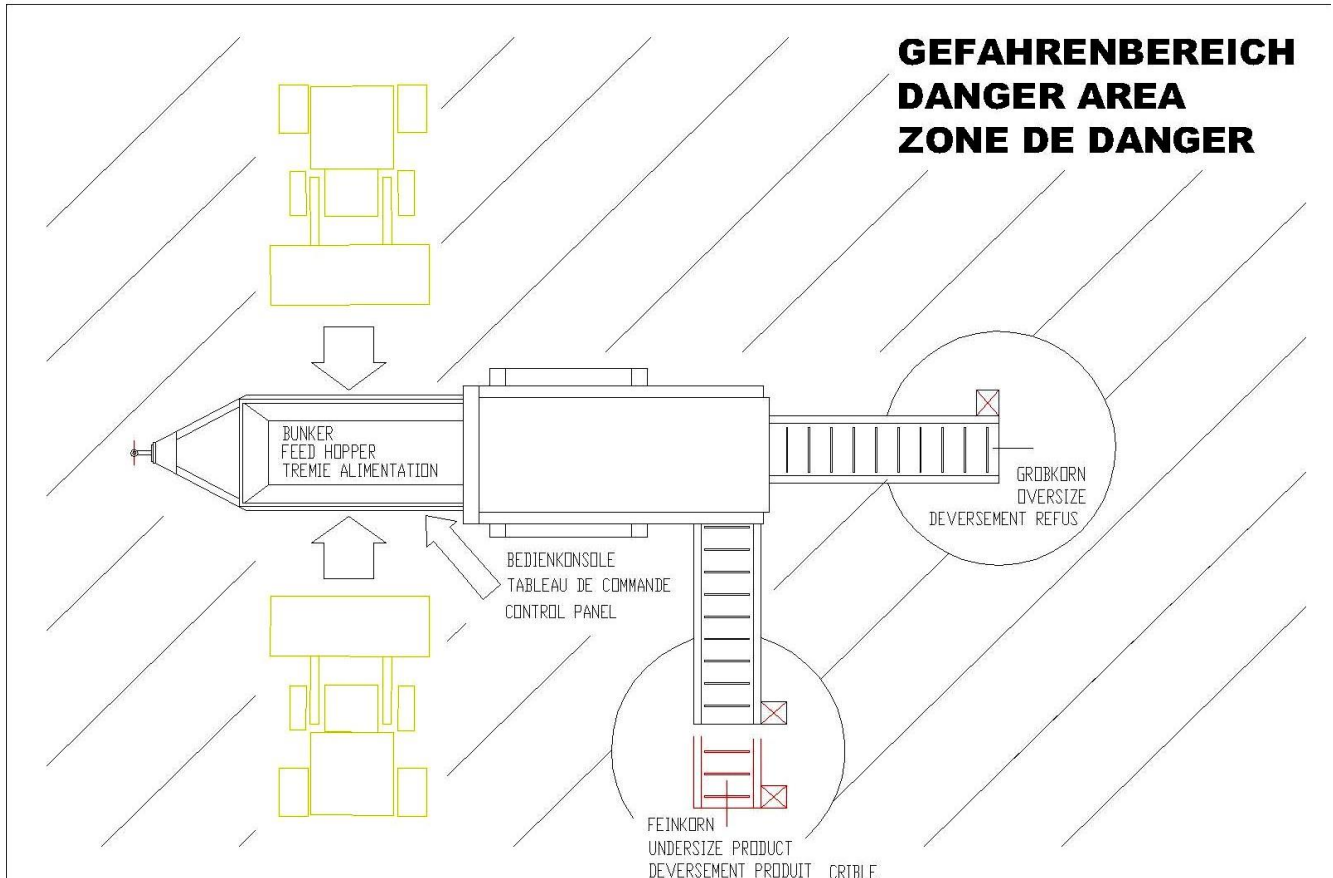 GEFAHRENBEREICH
DANGER AREA
ZONE DE DANGER
BUNKER
FEED HOPPER
TREMIE ALIMENTATION
GROBKORN
OVERSIZE
DEVERSEMENT REFUS
BEDIENKONSOLE
TABLEAU DE COMMANDE
CONTROL PANEL
FEINKORN
UNDERSIZE PRODUCT
DEVERSEMENT PRODUIT CRIBLE